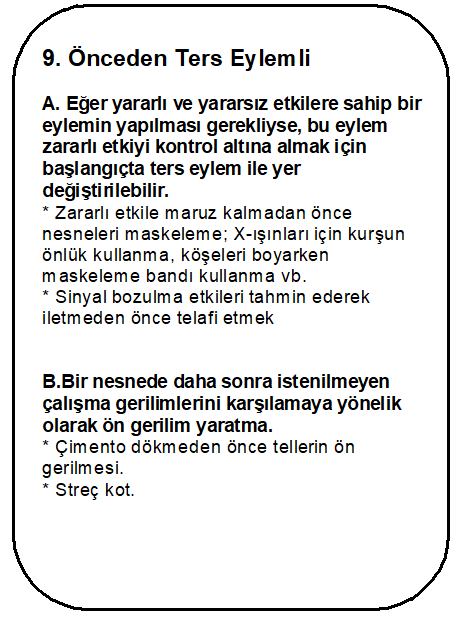 9. Önceden Ters Eylemli
A. Eğer yararlı ve yararsız etkilere sahip bir
eylemin yapılması gerekliyse, bu eylem
zararlı etkiyi kontrol altına almak için
başlangıçta ters eylem ile yer
değiştirilebilir.
* Zararlı etkile maruz kalmadan önce
nesneleri maskeleme; X-ışınları için kurşun
önlük kullanma, köşeleri boyarken
maskeleme bandı kullanma vb.
* Sinyal bozulma etkileri tahmin ederek
iletmeden önce telafi etmek
B.Bir nesnede daha sonra istenilmeyen
çalışma gerilimlerini karşılamaya yönelik
olarak ön gerilim yaratma.
* Çimento dökmeden önce tellerin ön
gerilmesi.
* Streç kot.